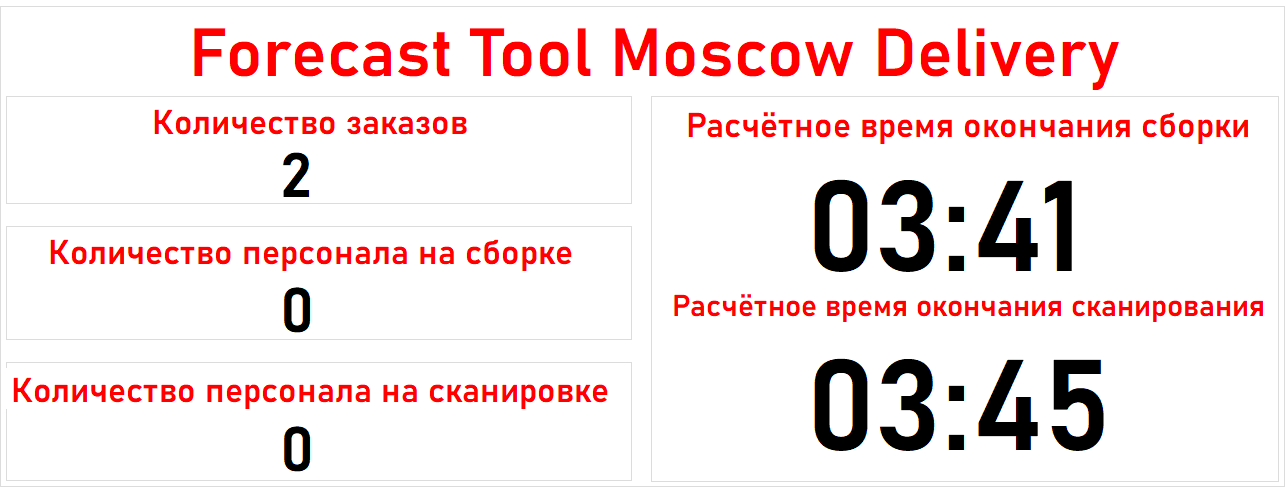 Forecast Tool Moscow Delivery
Количество заказов
2
Количество персонала на сборке
0
Количество персонала на сканировке
0
Расчётное время окончания сборки
03:41
Расчётное время окончания сканирования
03:45